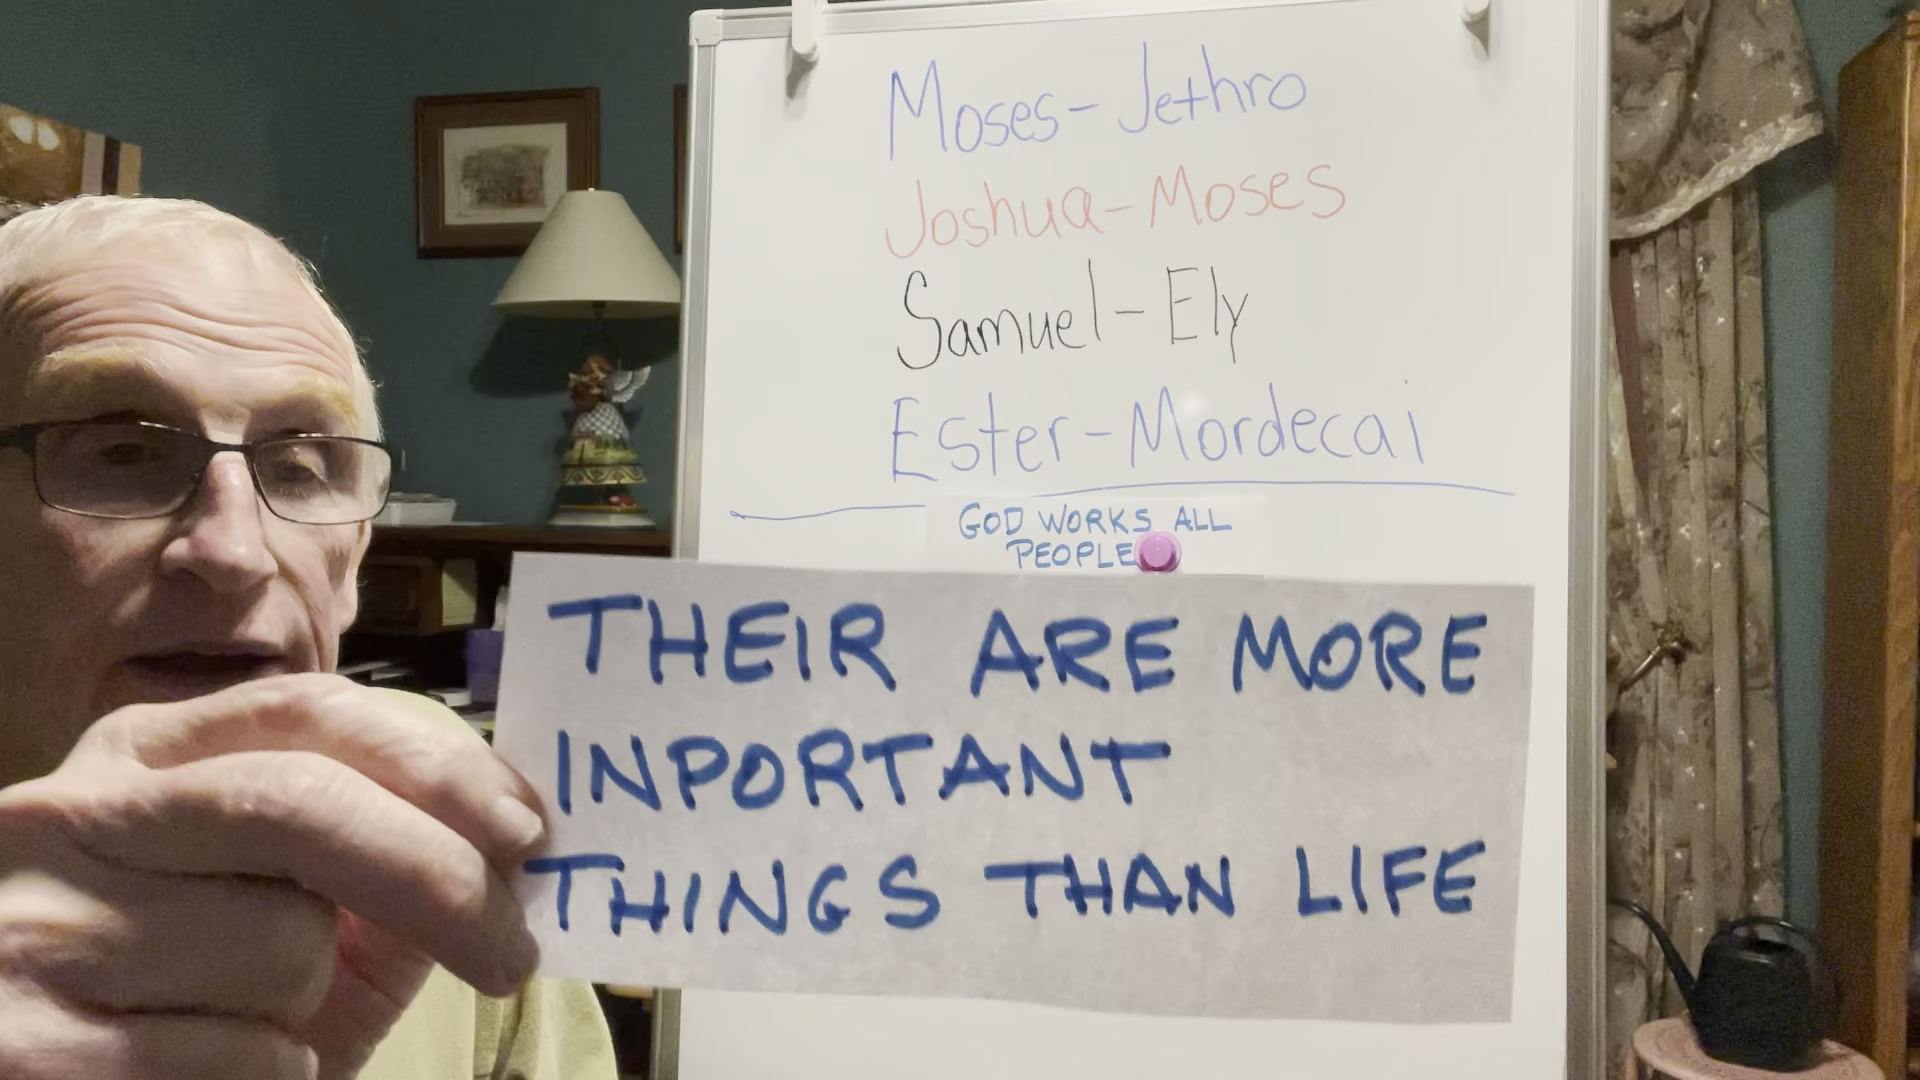 Moses-Jethro
Joshua-Moses
Samuel-Ely
Ester-Mordecai
GOD WORKS ALL
PEOPLE
THEIR ARE MORE
INPORTANT
THINGS THAN LIFE